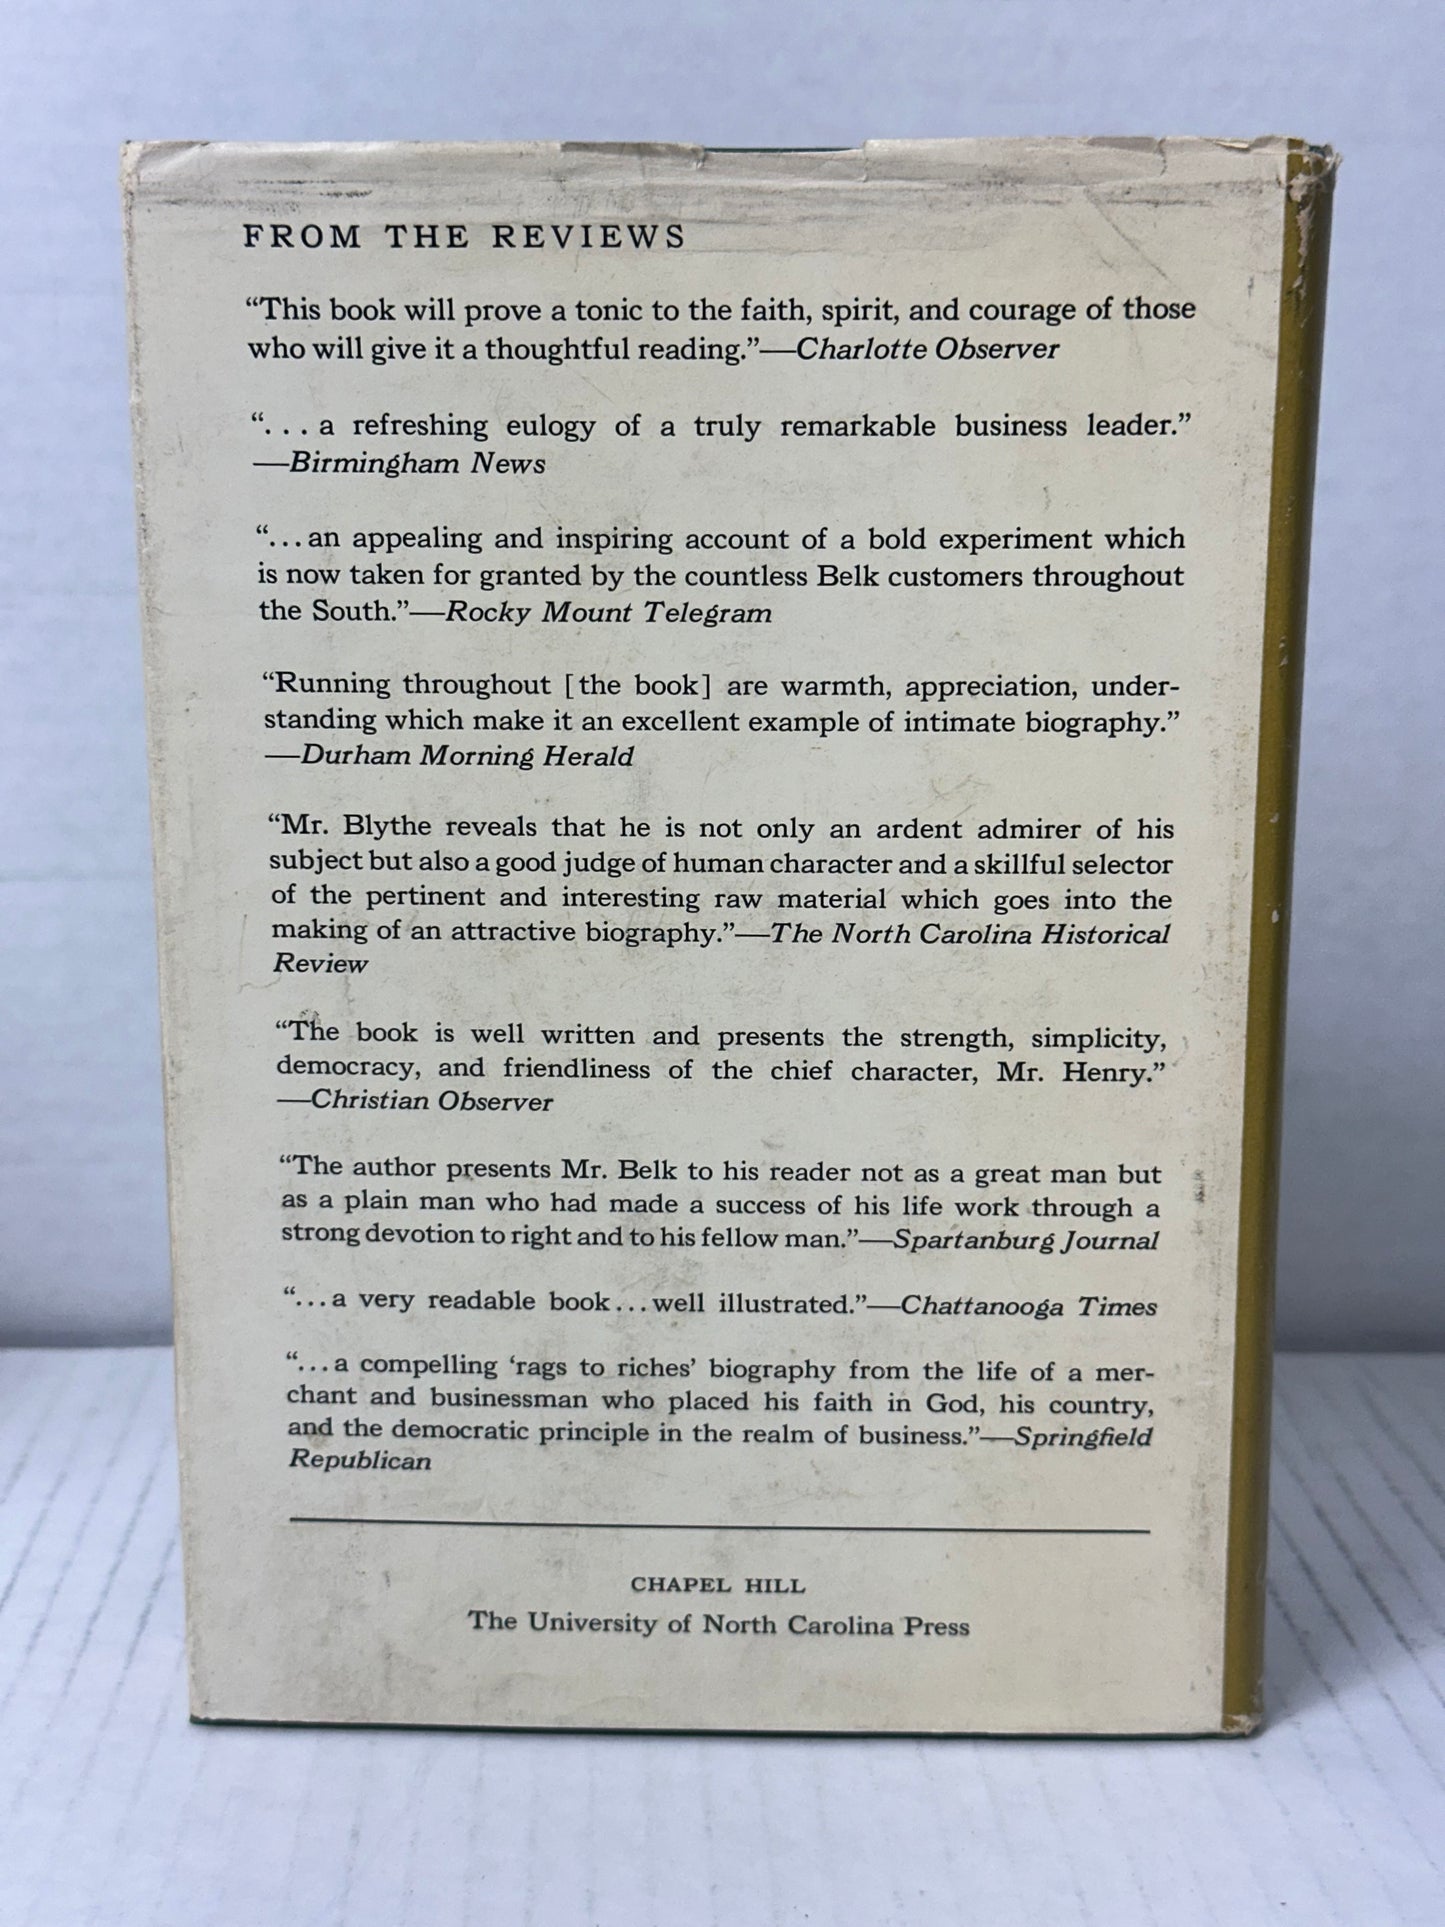 FROM THE REVIEWS
“This book will prove a tonic to the faith, spirit, and courage of those
who will give it a thoughtful reading.”—Charlotte Observer
“. . . a refreshing eulogy of a truly remarkable business leader.”
—Birmingham News
“. . . an appealing and inspiring account of a bold experiment which
is now taken for granted by the countless Belk customers throughout
the South.”—Rocky Mount Telegram
“Running throughout [the book] are warmth, appreciation, under-
standing which make it an excellent example of intimate biography.”
—Durham Morning Herald
“Mr. Blythe reveals that he is not only an ardent admirer of his
subject but also a good judge of human character and a skillful selector
of the pertinent and interesting raw material which goes into the
making of an attractive biography.”—The North Carolina Historical
Review
“The book is well written and presents the strength, simplicity,
democracy, and friendliness of the chief character, Mr. Henry.”
—Christian Observer
“The author presents Mr. Belk to his reader not as a great man but
as a plain man who had made a success of his life work through a
strong devotion to right and to his fellow man.”—Spartanburg Journal
“. . . a very readable book . . . well illustrated.”—Chattanooga Times
“. . . a compelling ‘rags to riches’ biography from the life of a mer-
chant and businessman who placed his faith in God, his country,
and the democratic principle in the realm of business.”—Springfield
Republican
CHAPEL HILL
The University of North Carolina Press